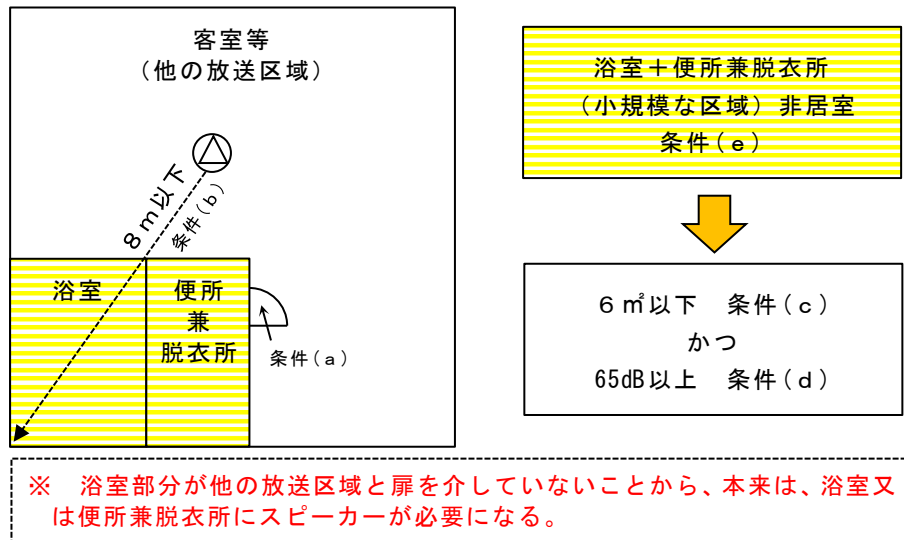 客室等
(他の放送区域)
8m以下
条件(b)
浴室
便所
兼
脱衣所
条件(a)
浴室＋便所兼脱衣所
(小規模な区域)非居室
条件(e)
6㎡以下　条件(c)
かつ
65dB以上　条件(d)
※　浴室部分が他の放送区域と扉を介していないことから、本来は、浴室又
は便所兼脱衣所にスピーカーが必要になる。